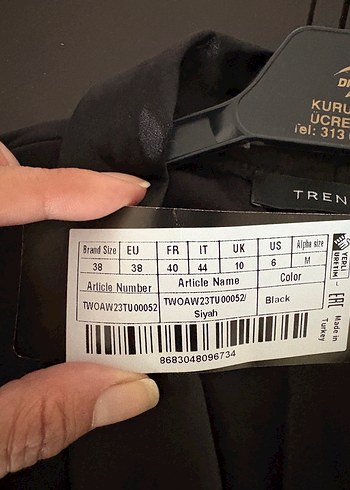 KURU
ÜCRE
Tel: 313
TREN
Brand Size EU FR IT UK US Alpha size
38 38 40 44 10 6 M
Article Number Article Name Color
TWOAW23TU00052 TWOAW23TU00052/ Black
Siyah
8683048096734
YERLİ
ÜRETİM
EAC
Made in
Turkey